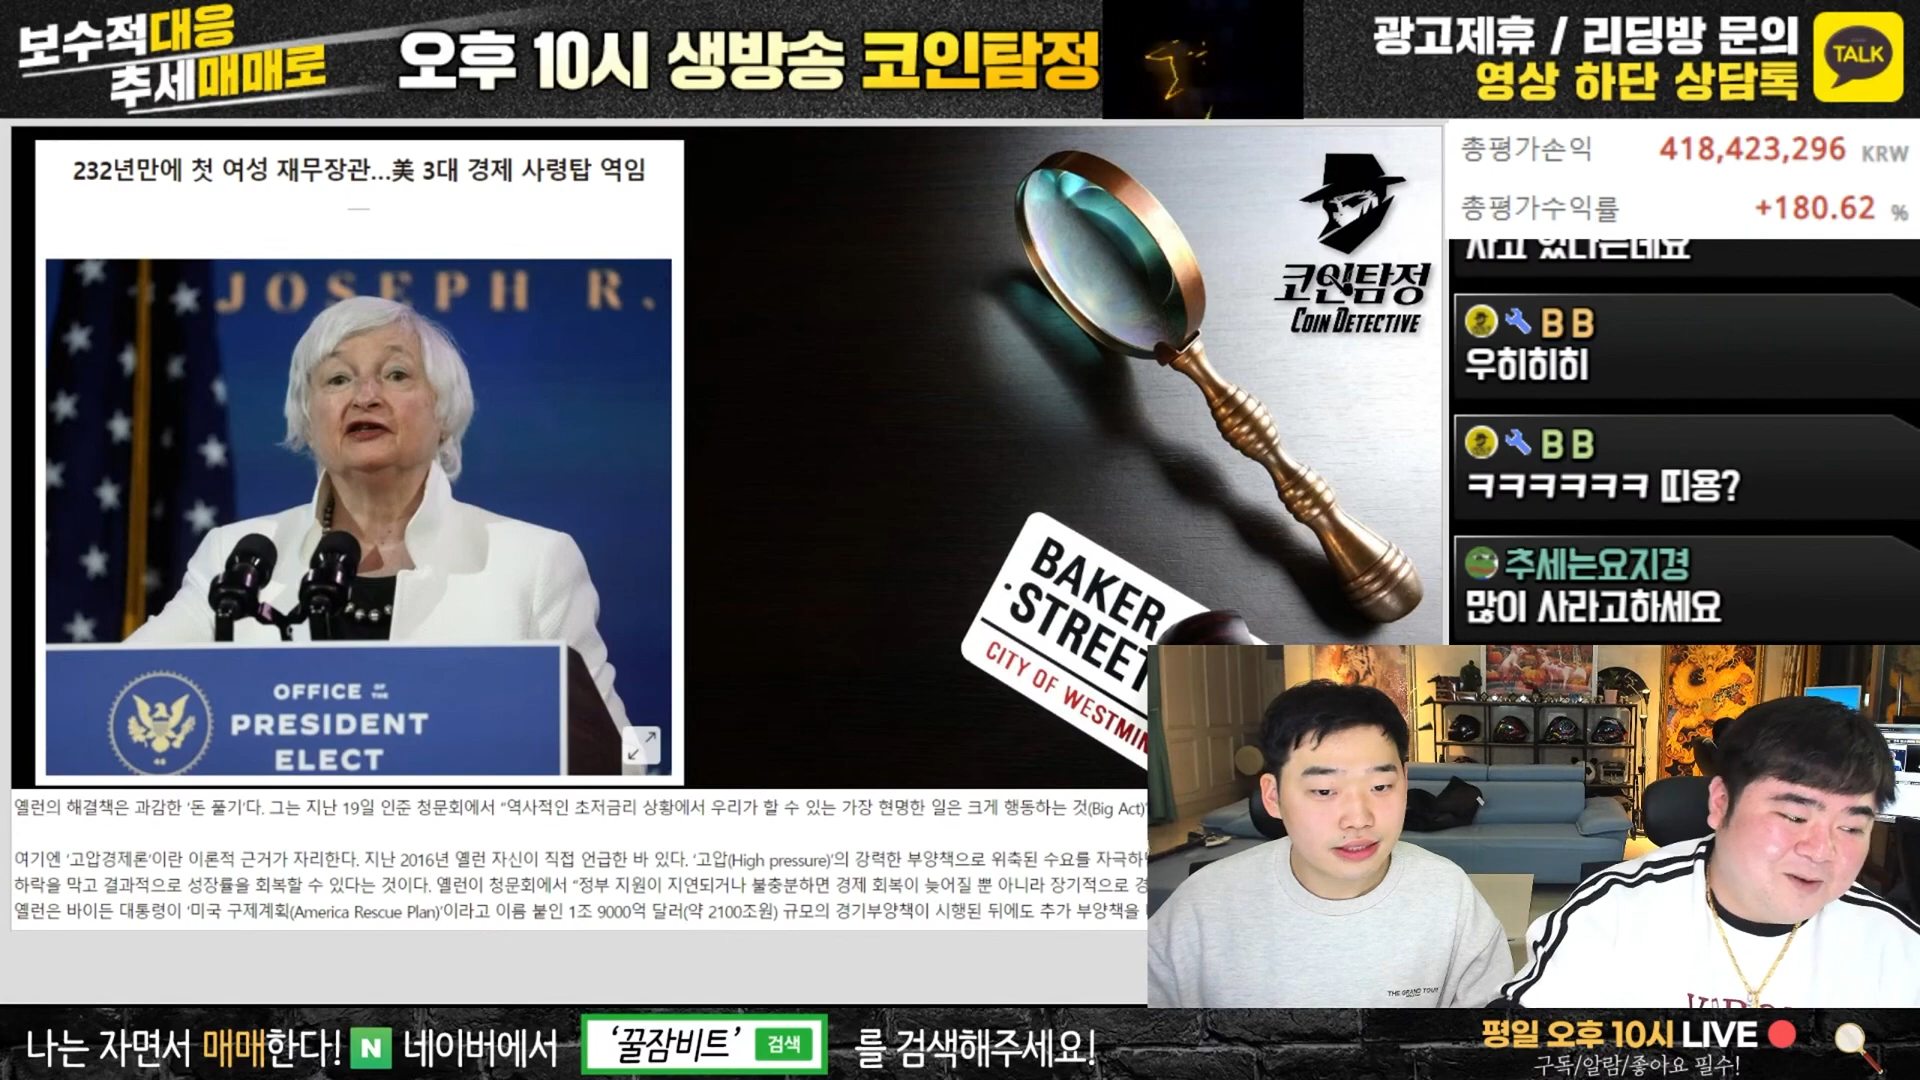 보수적대응
추세매매로
오후 10시 생방송 코인탐정
광고제휴 / 리딩방 문의
영상 하단 상담톡
TALK
232년만에 첫 여성 재무장관...美 3대 경제 사령탑 역임
JOSEPH R.
OFFICE OF THE
PRESIDENT
ELECT
코인탐정
COIN DETECTIVE
BAKER
STREET
CITY OF WESTMIN
총평가손익 418,423,296 KRW
총평가수익률 +180.62 %
사고 있다는데요
B B
우히히히
B B
ㅋㅋㅋㅋㅋㅋ 띠용?
추세는요지경
많이 사라고하세요
옐런의 해결책은 과감한 '돈 풀기'다. 그는 지난 19일 인준 청문회에서 "역사적인 초저금리 상황에서 우리가 할 수 있는 가장 현명한 일은 크게 행동하는 것(Big Act)"
여기엔 '고압경제론'이란 이론적 근거가 자리한다. 지난 2016년 옐런 자신이 직접 언급한 바 있다. '고압(High pressure)'의 강력한 부양책으로 위축된 수요를 자극하
하락을 막고 결과적으로 성장률을 회복할 수 있다는 것이다. 옐런이 청문회에서 "정부 지원이 지연되거나 불충분하면 경제 회복이 늦어질 뿐 아니라 장기적으로 경
옐런은 바이든 대통령이 '미국 구제계획(America Rescue Plan)'이라고 이름 붙인 1조 9000억 달러(약 2100조원) 규모의 경기부양책이 시행된 뒤에도 추가 부양책을
THE GRAND TOUR
나는 자면서 매매한다! N 네이버에서 '꿀잠비트' 검색 를 검색해주세요!
평일 오후 10시 LIVE
구독/알람/좋아요 필수!